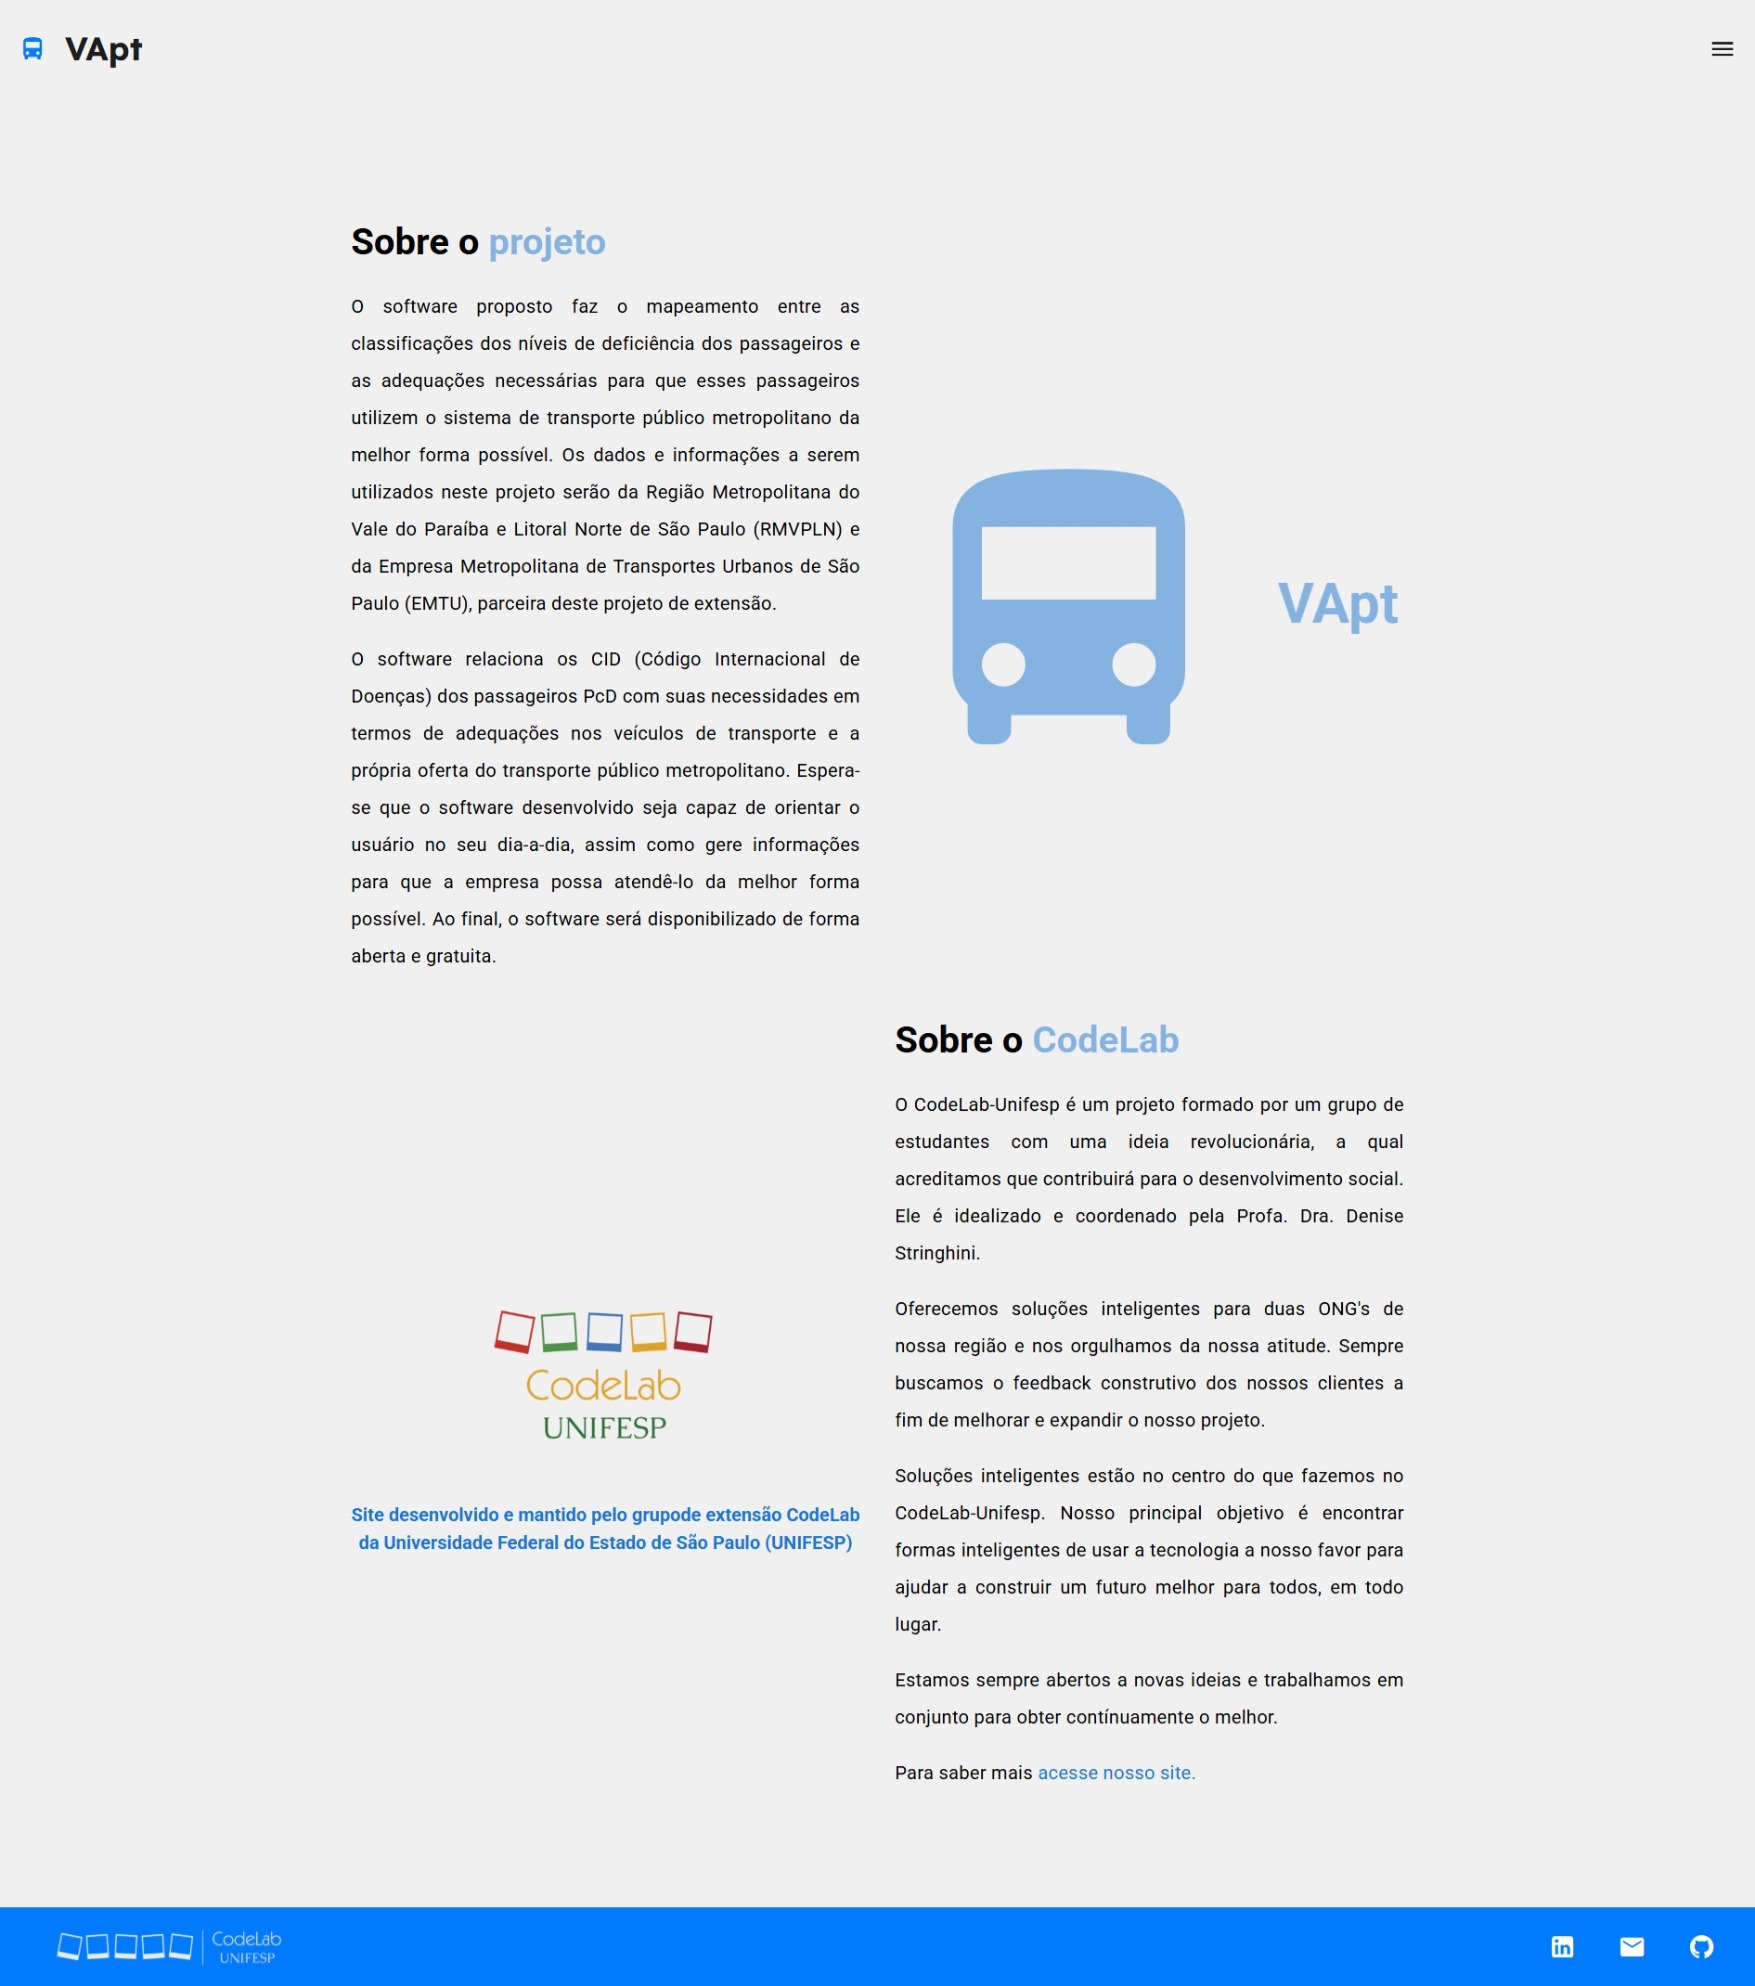 VApt
Sobre o projeto
O software proposto faz o mapeamento entre as
classificações dos níveis de deficiência dos passageiros e
as adequações necessárias para que esses passageiros
utilizem o sistema de transporte público metropolitano da
melhor forma possível. Os dados e informações a serem
utilizados neste projeto serão da Região Metropolitana do
Vale do Paraíba e Litoral Norte de São Paulo (RMVPLN) e
da Empresa Metropolitana de Transportes Urbanos de São
Paulo (EMTU), parceira deste projeto de extensão.
O software relaciona os CID (Código Internacional de
Doenças) dos passageiros PcD com suas necessidades em
termos de adequações nos veículos de transporte e a
própria oferta do transporte público metropolitano. Espera-
se que o software desenvolvido seja capaz de orientar o
usuário no seu dia-a-dia, assim como gere informações
para que a empresa possa atendê-lo da melhor forma
possível. Ao final, o software será disponibilizado de forma
aberta e gratuita.
VApt
CodeLab
UNIFESP
Site desenvolvido e mantido pelo grupode extensão CodeLab
da Universidade Federal do Estado de São Paulo (UNIFESP)
Sobre o CodeLab
O CodeLab-Unifesp é um projeto formado por um grupo de
estudantes com uma ideia revolucionária, a qual
acreditamos que contribuirá para o desenvolvimento social.
Ele é idealizado e coordenado pela Profa. Dra. Denise
Stringhini.
Oferecemos soluções inteligentes para duas ONG's de
nossa região e nos orgulhamos da nossa atitude. Sempre
buscamos o feedback construtivo dos nossos clientes a
fim de melhorar e expandir o nosso projeto.
Soluções inteligentes estão no centro do que fazemos no
CodeLab-Unifesp. Nosso principal objetivo é encontrar
formas inteligentes de usar a tecnologia a nosso favor para
ajudar a construir um futuro melhor para todos, em todo
lugar.
Estamos sempre abertos a novas ideias e trabalhamos em
conjunto para obter contínuamente o melhor.
Para saber mais acesse nosso site.
CodeLab
UNIFESP